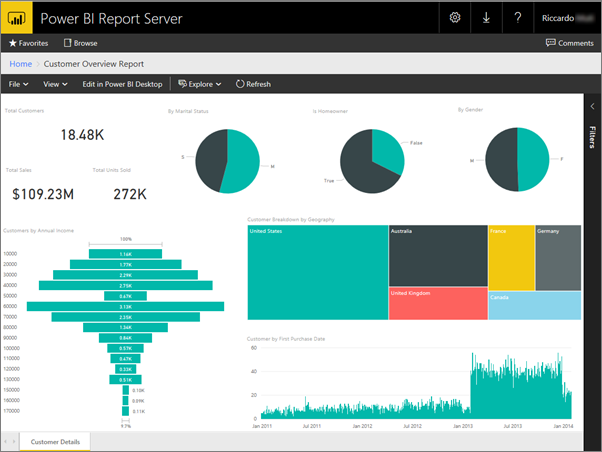 Power BI Report Server
?
Riccardo
Favorites Browse Comments
Home > Customer Overview Report
File View Edit in Power BI Desktop Explore Refresh
Filters
Total Customers
18.48K
Total Sales
$109.23M
Total Units Sold
272K
By Marital Status
S
M
Is Homeowner
False
True
By Gender
M
F
Customers by Annual Income
100%
10000 1.16K
20000 1.77K
30000 2.29K
40000 2.75K
50000 0.67K
60000 3.13K
70000 2.35K
80000 1.36K
90000 0.86K
100000 0.57K
110000 0.47K
120000 0.33K
130000 0.51K
150000 0.10K
160000 0.09K
170000 0.11K
9.7%
Customer Breakdown by Geography
United States
Australia
United Kingdom
France
Germany
Canada
Customer by First Purchase Date
60
40
20
0
Jan 2011 Jul 2011 Jan 2012 Jul 2012 Jan 2013 Jul 2013 Jan 2014
Customer Details